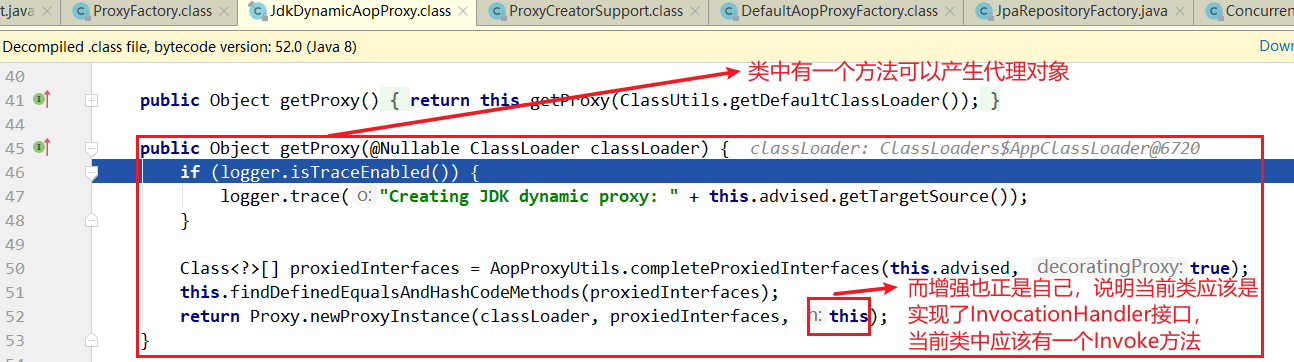 t.java ProxyFactory.class JdkDynamicAopProxy.class ProxyCreatorSupport.class DefaultAopProxyFactory.class JpaRepositoryFactory.java Concurren
Decompiled .class file, bytecode version: 52.0 (Java 8) Down
类中有一个方法可以产生代理对象
40
41 public Object getProxy() { return this.getProxy(ClassUtils.getDefaultClassLoader()); }
44
45 public Object getProxy(@Nullable ClassLoader classLoader) { classLoader: ClassLoaders$AppClassLoader@6720
46 if (logger.isTraceEnabled()) {
47 logger.trace( o: "Creating JDK dynamic proxy: " + this.advised.getTargetSource());
48 }
49
50 Class<?>[] proxiedInterfaces = AopProxyUtils.completeProxiedInterfaces(this.advised, decoratingProxy: true);
51 this.findDefinedEqualsAndHashCodeMethods(proxiedInterfaces);
52 return Proxy.newProxyInstance(classLoader, proxiedInterfaces, h: this);
53 }
而增强也正是自己，说明当前类应该是
实现了InvocationHandler接口，
当前类中应该有一个Invoke方法